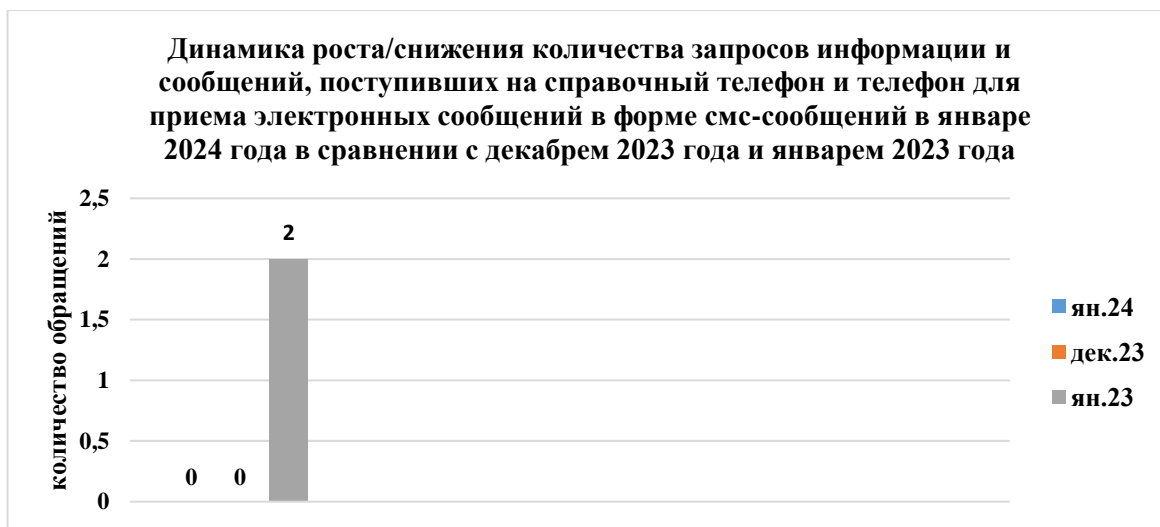 Динамика роста/снижения количества запросов информации и
сообщений, поступивших на справочный телефон и телефон для
приема электронных сообщений в форме смс-сообщений в январе
2024 года в сравнении с декабрем 2023 года и январем 2023 года
количество обращений
2,5
2
1,5
1
0,5
0
0
0
2
ян.24
дек.23
ян.23